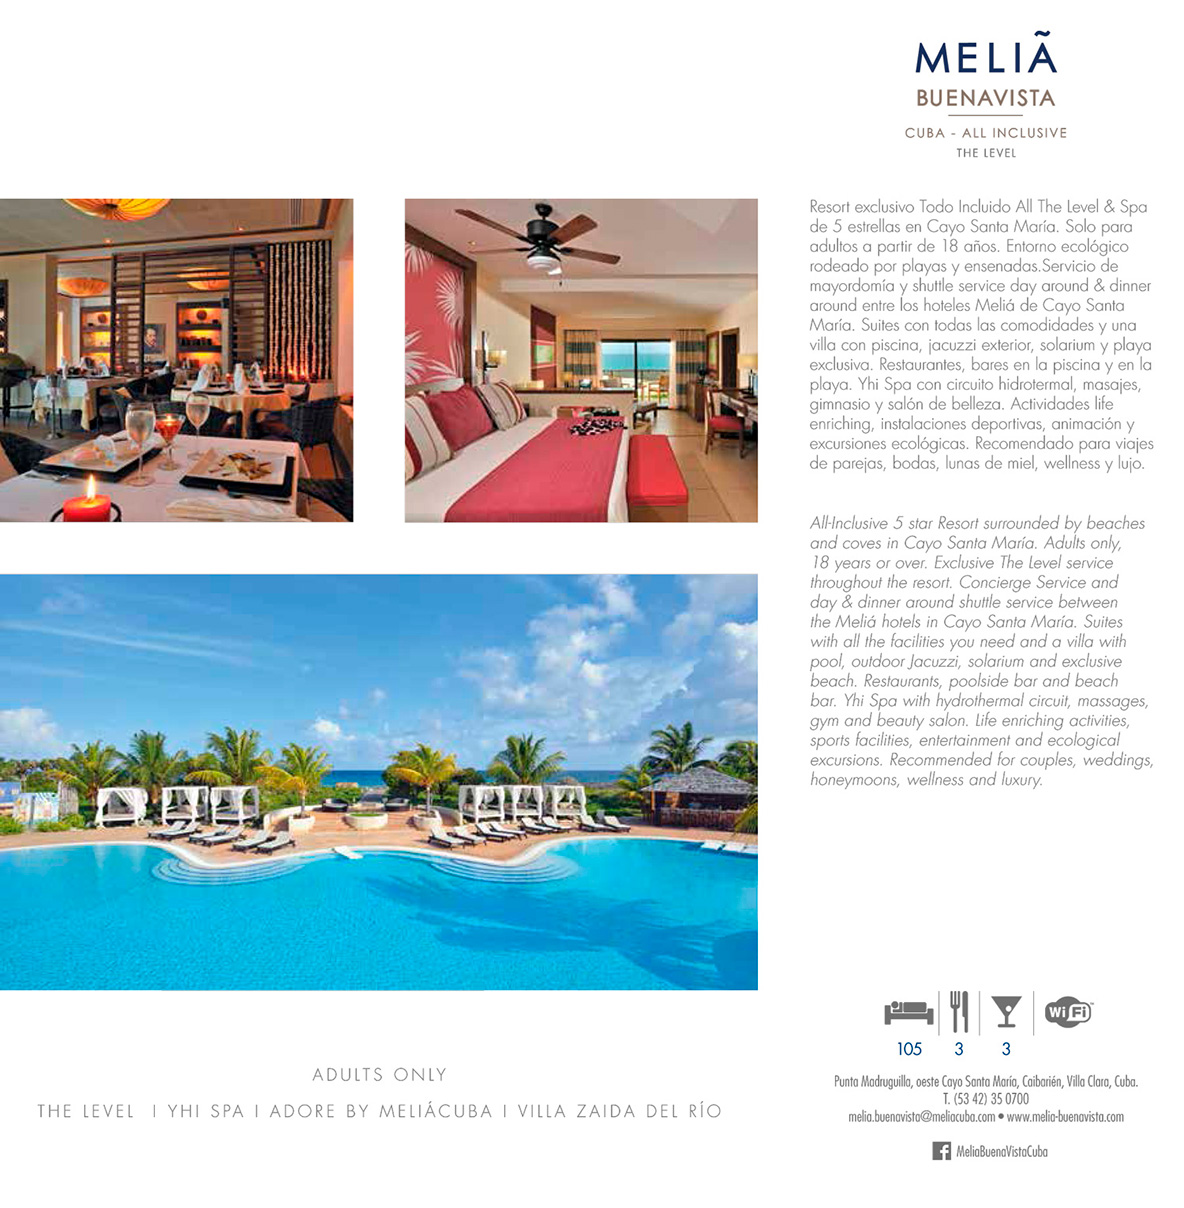 MELIÃ
BUENAVISTA
CUBA - ALL INCLUSIVE
THE LEVEL
Resort exclusivo Todo Incluido All The Level & Spa
de 5 estrellas en Cayo Santa María. Solo para
adultos a partir de 18 años. Entorno ecológico
rodeado por playas y ensenadas.Servicio de
mayordomía y shuttle service day around & dinner
around entre los hoteles Meliá de Cayo Santa
María. Suites con todas las comodidades y una
villa con piscina, jacuzzi exterior, solarium y playa
exclusiva. Restaurantes, bares en la piscina y en la
playa. Yhi Spa con circuito hidrotermal, masajes,
gimnasio y salón de belleza. Actividades life
enriching, instalaciones deportivas, animación y
excursiones ecológicas. Recomendado para viajes
de parejas, bodas, lunas de miel, wellness y lujo.
All-Inclusive 5 star Resort surrounded by beaches
and coves in Cayo Santa María. Adults only,
18 years or over. Exclusive The Level service
throughout the resort. Concierge Service and
day & dinner around shuttle service between
the Meliá hotels in Cayo Santa María. Suites
with all the facilities you need and a villa with
pool, outdoor Jacuzzi, solarium and exclusive
beach. Restaurants, poolside bar and beach
bar. Yhi Spa with hydrothermal circuit, massages,
gym and beauty salon. Life enriching activities,
sports facilities, entertainment and ecological
excursions. Recommended for couples, weddings,
honeymoons, wellness and luxury.
WiFi™
105 3 3
Punta Madruguilla, oeste Cayo Santa María, Caibarién, Villa Clara, Cuba.
T. (53 42) 35 0700
melia.buenavista@meliacuba.com • www.melia-buenavista.com
MeliaBuenaVistaCuba
ADULTS ONLY
THE LEVEL I YHI SPA I ADORE BY MELIÁCUBA I VILLA ZAIDA DEL RÍO